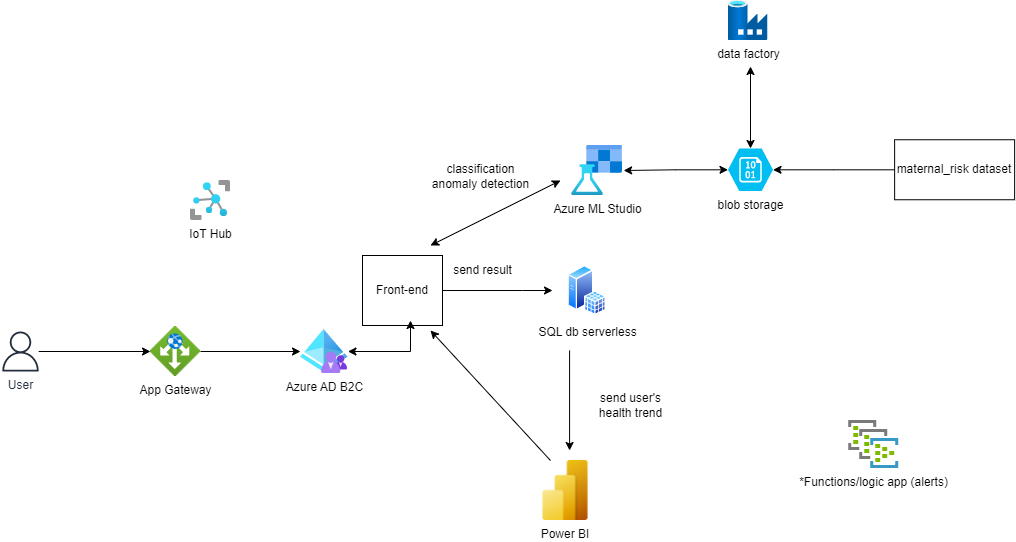 data factory
classification
anomaly detection
10
01
maternal_risk dataset
Azure ML Studio
blob storage
IoT Hub
send result
Front-end
SQL db serverless
User
App Gateway
Azure AD B2C
send user's
health trend
*Functions/logic app (alerts)
Power BI